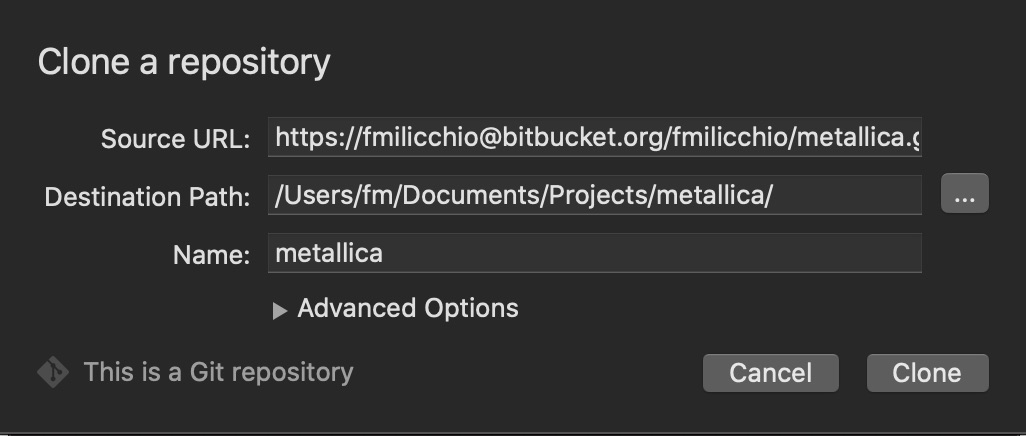 Clone a repository
Source URL: https://fmilicchio@bitbucket.org/fmilicchio/metallica.g
Destination Path: /Users/fm/Documents/Projects/metallica/ ...
Name: metallica
Advanced Options
This is a Git repository Cancel Clone